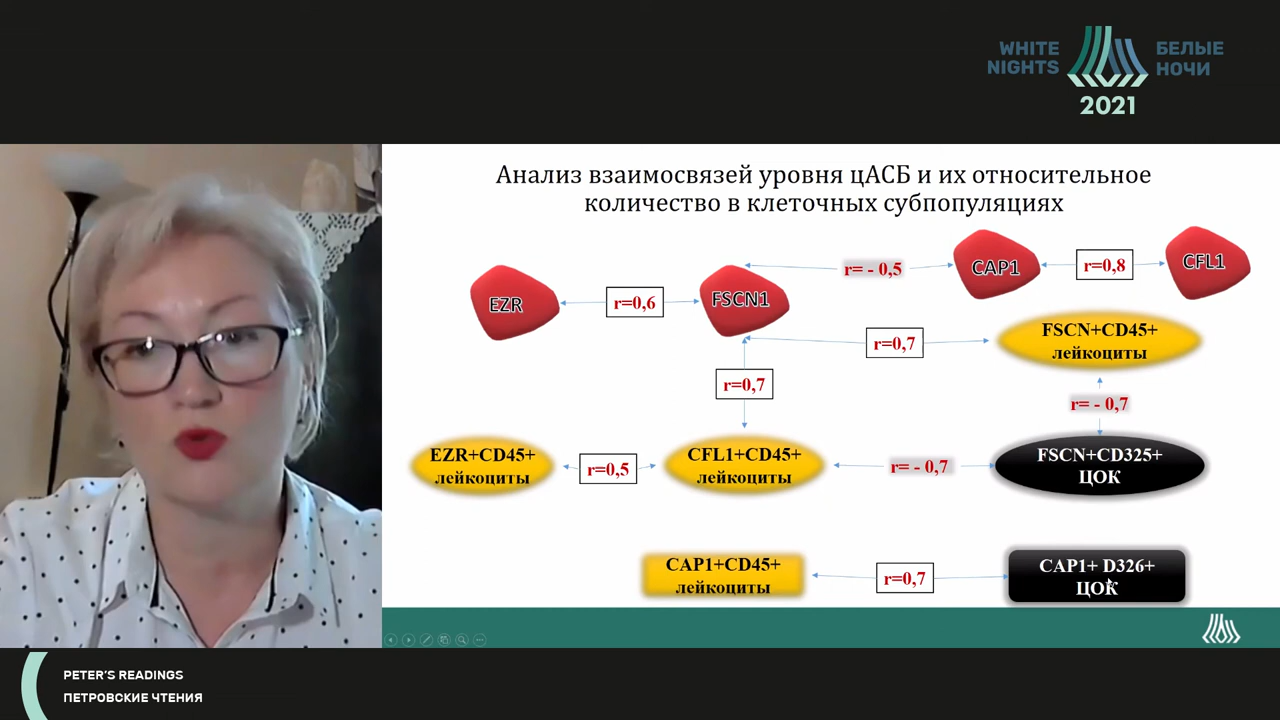 WHITE NIGHTS
БЕЛЫЕ НОЧИ
2021
Анализ взаимосвязей уровня цАСБ и их относительное
количество в клеточных субпопуляциях
EZR
r=0,6
FSCN1
r= - 0,5
CAP1
r=0,8
CFL1
r=0,7
FSCN+CD45+
лейкоциты
r=0,7
r= - 0,7
EZR+CD45+
лейкоциты
r=0,5
CFL1+CD45+
лейкоциты
r= - 0,7
FSCN+CD325+
ЦОК
CAP1+CD45+
лейкоциты
r=0,7
CAP1+ D326+
ЦОК
PETER'S READINGS
ПЕТРОВСКИЕ ЧТЕНИЯ